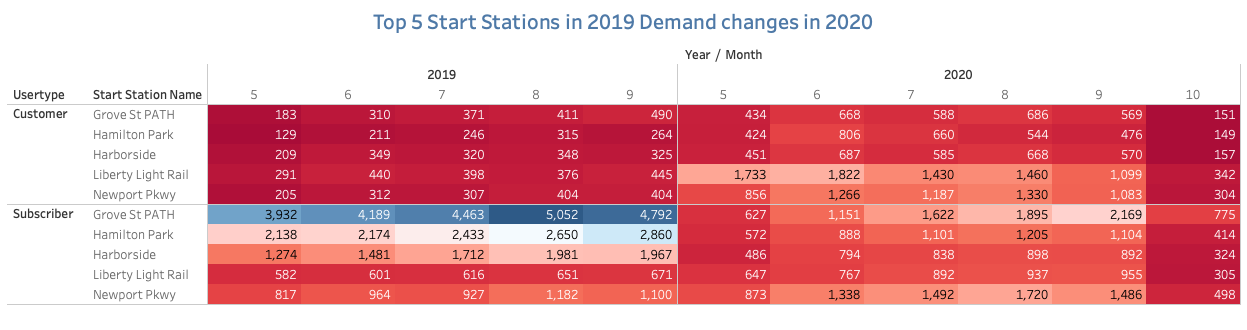 Top 5 Start Stations in 2019 Demand changes in 2020
Year / Month
2019 2020
Usertype Start Station Name 5 6 7 8 9 5 6 7 8 9 10
Customer Grove St PATH 183 310 371 411 490 434 668 588 686 569 151
Hamilton Park 129 211 246 315 264 424 806 660 544 476 149
Harborside 209 349 320 348 325 451 687 585 668 570 157
Liberty Light Rail 291 440 398 376 445 1,733 1,822 1,430 1,460 1,099 342
Newport Pkwy 205 312 307 404 404 856 1,266 1,187 1,330 1,083 304
Subscriber Grove St PATH 3,932 4,189 4,463 5,052 4,792 627 1,151 1,622 1,895 2,169 775
Hamilton Park 2,138 2,174 2,433 2,650 2,860 572 888 1,101 1,205 1,104 414
Harborside 1,274 1,481 1,712 1,981 1,967 486 794 838 898 892 324
Liberty Light Rail 582 601 616 651 671 647 767 892 937 955 305
Newport Pkwy 817 964 927 1,182 1,100 873 1,338 1,492 1,720 1,486 498